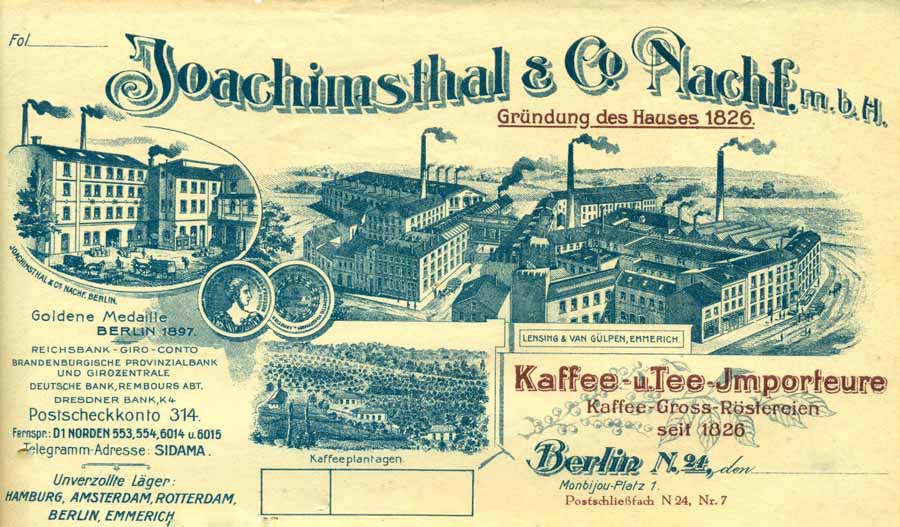 Fol.
Joachimsthal & Co Nachf. m.b.H.
Gründung des Hauses 1826.
JOACHIMSTHAL & Co NACHF. BERLIN.
Goldene Medaille
BERLIN 1897.
REICHSBANK-GIRO-CONTO
BRANDENBURGISCHE PROVINZIALBANK
UND GIROZENTRALE
DEUTSCHE BANK, REMBOURS ABT.
DRESDNER BANK, K4
Postscheckkonto 314.
Fernspr: D1 NORDEN 553, 554, 6014 u. 6015
Telegramm-Adresse: SIDAMA.
Unverzollte Läger:
HAMBURG, AMSTERDAM, ROTTERDAM,
BERLIN, EMMERICH
Kaffeeplantagen.
LENSING & VAN GÜLPEN, EMMERICH.
Kaffee-u.Tee-Jmporteure
Kaffee-Gross-Röstereien
seit 1826
Berlin N. 24, den
Monbijou-Platz 1.
Postschließfach N 24, Nr. 7